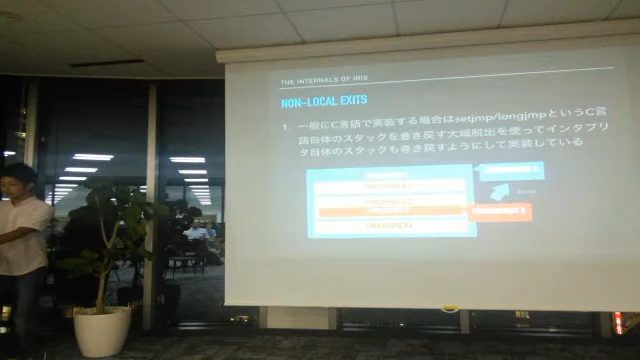 THE INTERNALS OF IRIS
NON-LOCAL EXITS
1. 一般にC言語で実装する場合はsetjmp/longjmpというC言
語自体のスタックを巻き戻す大域脱出を使ってインタプリ
タ自体のスタックも巻き戻すようにして実装している